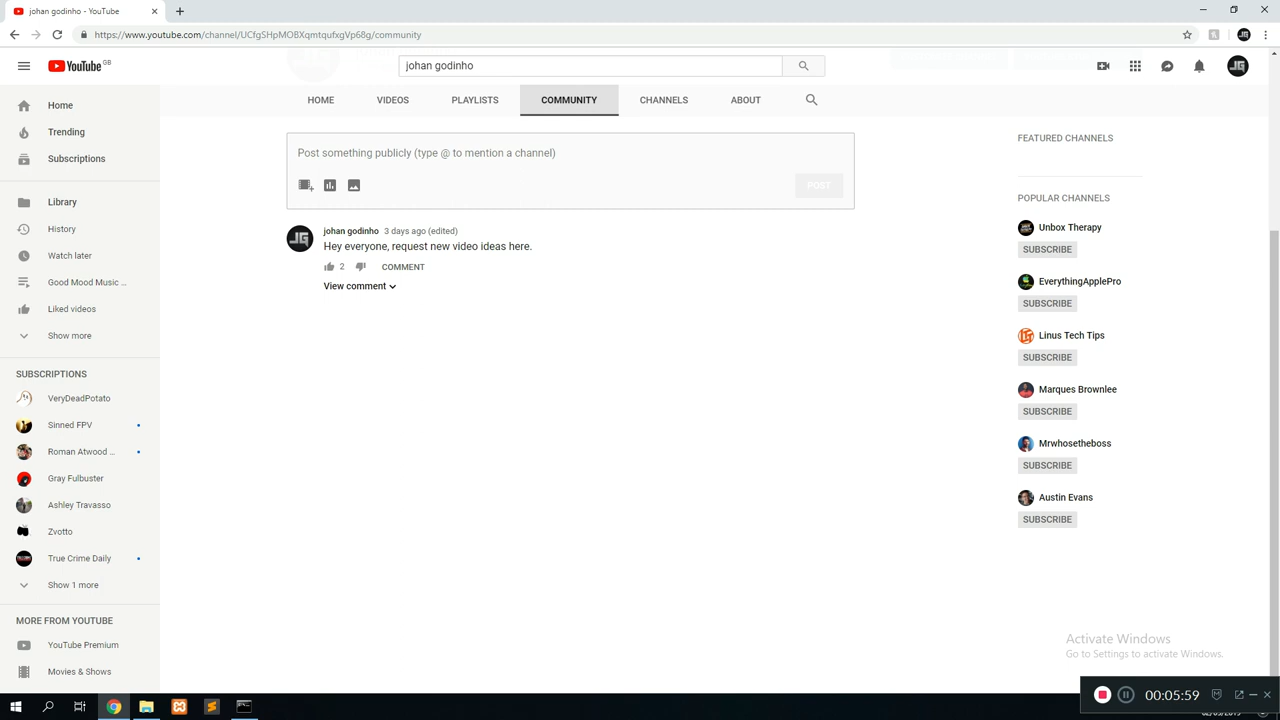 johan godinho - YouTube
https://www.youtube.com/channel/UCfgSHpMOBXqmtqufxgVp68g/community
YouTube GB
johan godinho
JG
HOME VIDEOS PLAYLISTS COMMUNITY CHANNELS ABOUT
Home
Trending
Subscriptions
Library
History
Watch later
Good Mood Music ...
Liked videos
Show more
SUBSCRIPTIONS
VeryDeadPotato
Sinned FPV
Roman Atwood ...
Gray Fulbuster
Ashley Travasso
Zvotto
True Crime Daily
Show 1 more
MORE FROM YOUTUBE
YouTube Premium
Movies & Shows
Post something publicly (type @ to mention a channel)
POST
JG
johan godinho 3 days ago (edited)
Hey everyone, request new video ideas here.
2 COMMENT
View comment
FEATURED CHANNELS
POPULAR CHANNELS
Unbox Therapy
SUBSCRIBE
EverythingApplePro
SUBSCRIBE
Linus Tech Tips
SUBSCRIBE
Marques Brownlee
SUBSCRIBE
Mrwhosetheboss
SUBSCRIBE
Austin Evans
SUBSCRIBE
Activate Windows
Go to Settings to activate Windows.
00:05:59